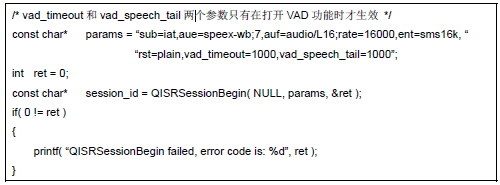 /* vad_timeout 和 vad_speech_tail 两个参数只有在打开 VAD 功能时才生效 */
const char* params = “sub=iat,aue=speex-wb;7,auf=audio/L16;rate=16000,ent=sms16k, “
“rst=plain,vad_timeout=1000,vad_speech_tail=1000”;
int ret = 0;
const char* session_id = QISRSessionBegin( NULL, params, &ret );
if( 0 != ret )
{
printf( “QISRSessionBegin failed, error code is: %d”, ret );
}